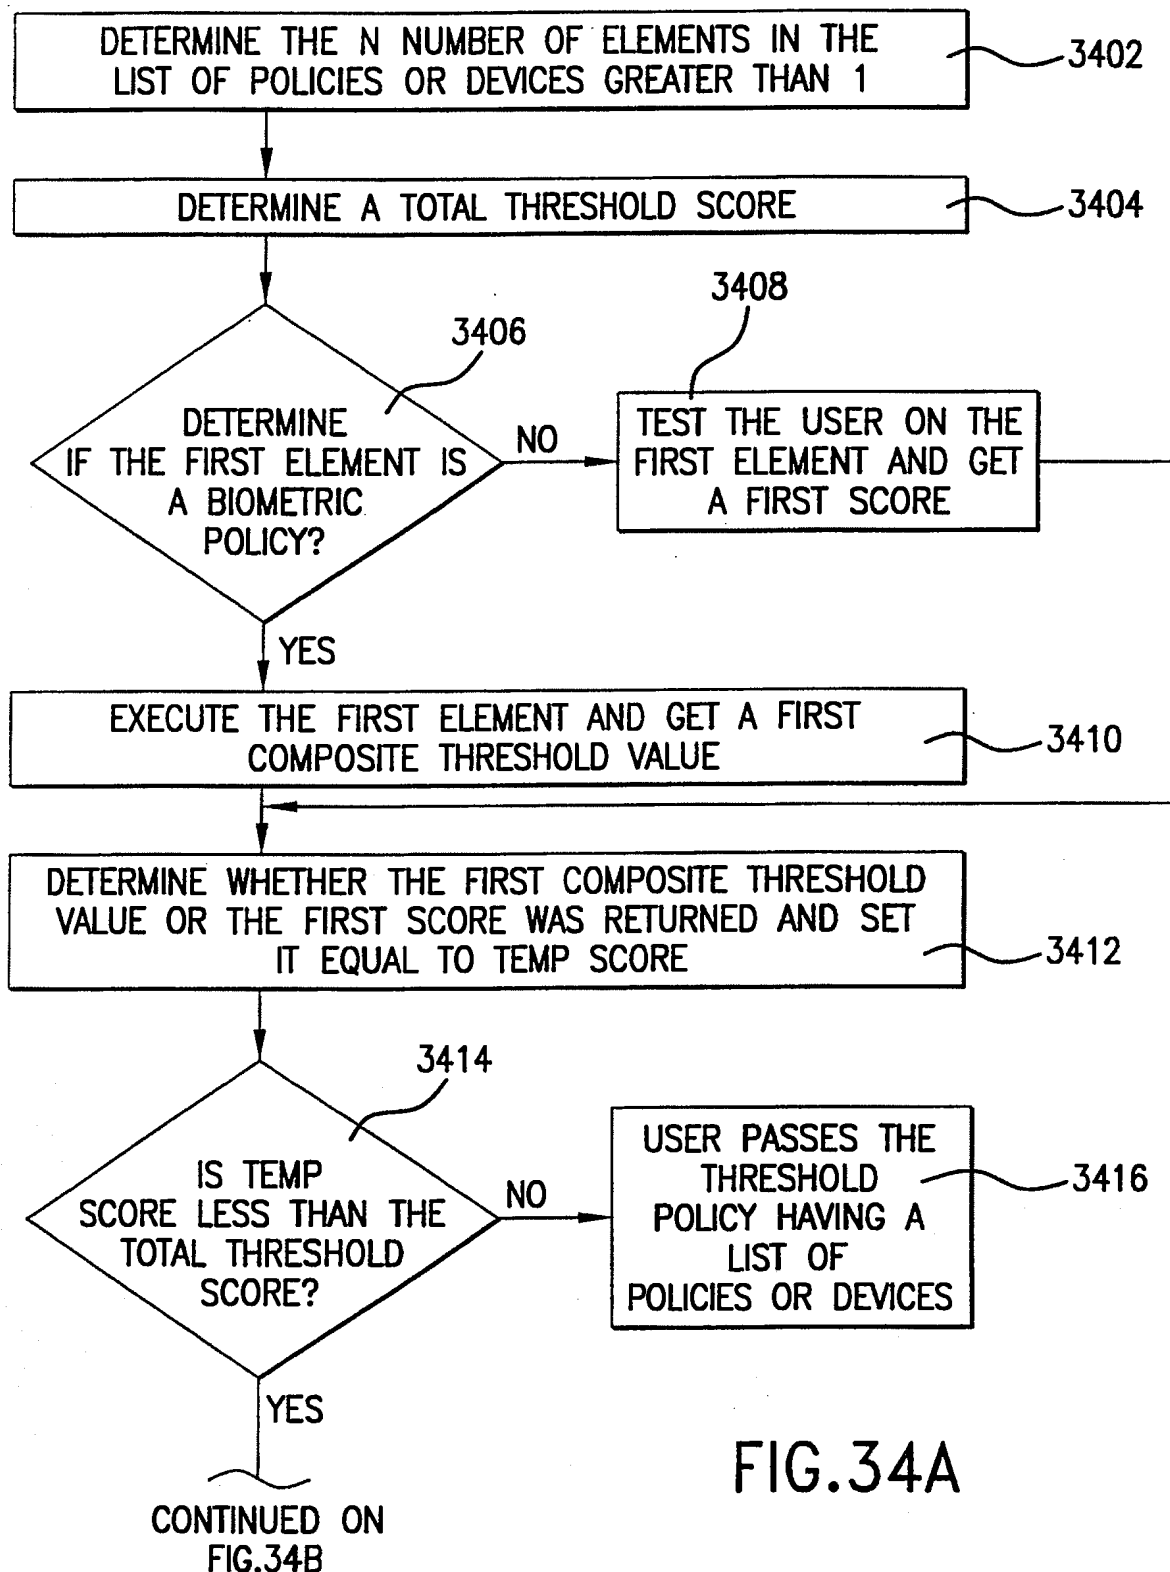 DETERMINE THE N NUMBER OF ELEMENTS IN THE
LIST OF POLICIES OR DEVICES GREATER THAN 1
3402
DETERMINE A TOTAL THRESHOLD SCORE
3404
3406
DETERMINE
IF THE FIRST ELEMENT IS
A BIOMETRIC
POLICY?
NO
3408
TEST THE USER ON THE
FIRST ELEMENT AND GET
A FIRST SCORE
YES
EXECUTE THE FIRST ELEMENT AND GET A FIRST
COMPOSITE THRESHOLD VALUE
3410
DETERMINE WHETHER THE FIRST COMPOSITE THRESHOLD
VALUE OR THE FIRST SCORE WAS RETURNED AND SET
IT EQUAL TO TEMP SCORE
3412
3414
IS TEMP
SCORE LESS THAN THE
TOTAL THRESHOLD
SCORE?
NO
USER PASSES THE
THRESHOLD
POLICY HAVING A
LIST OF
POLICIES OR DEVICES
3416
YES
CONTINUED ON
FIG.34B
FIG.34A